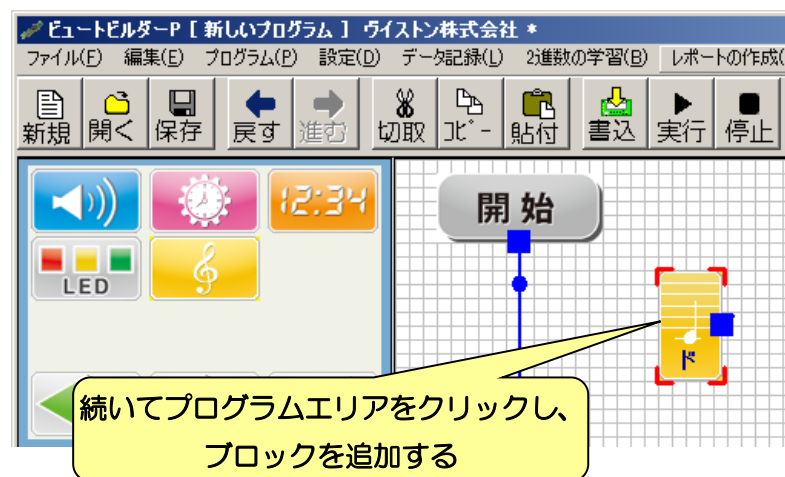 ビュートビルダーP [ 新しいプログラム ] ヴイストン株式会社 *
ファイル(F) 編集(E) プログラム(P) 設定(D) データ記録(L) 2進数の学習(B) レポートの作成(
新規 開く 保存 戻す 進む 切取 コピー 貼付 書込 実行 停止
12:34
開始
LED
ド
続いてプログラムエリアをクリックし、
ブロックを追加する